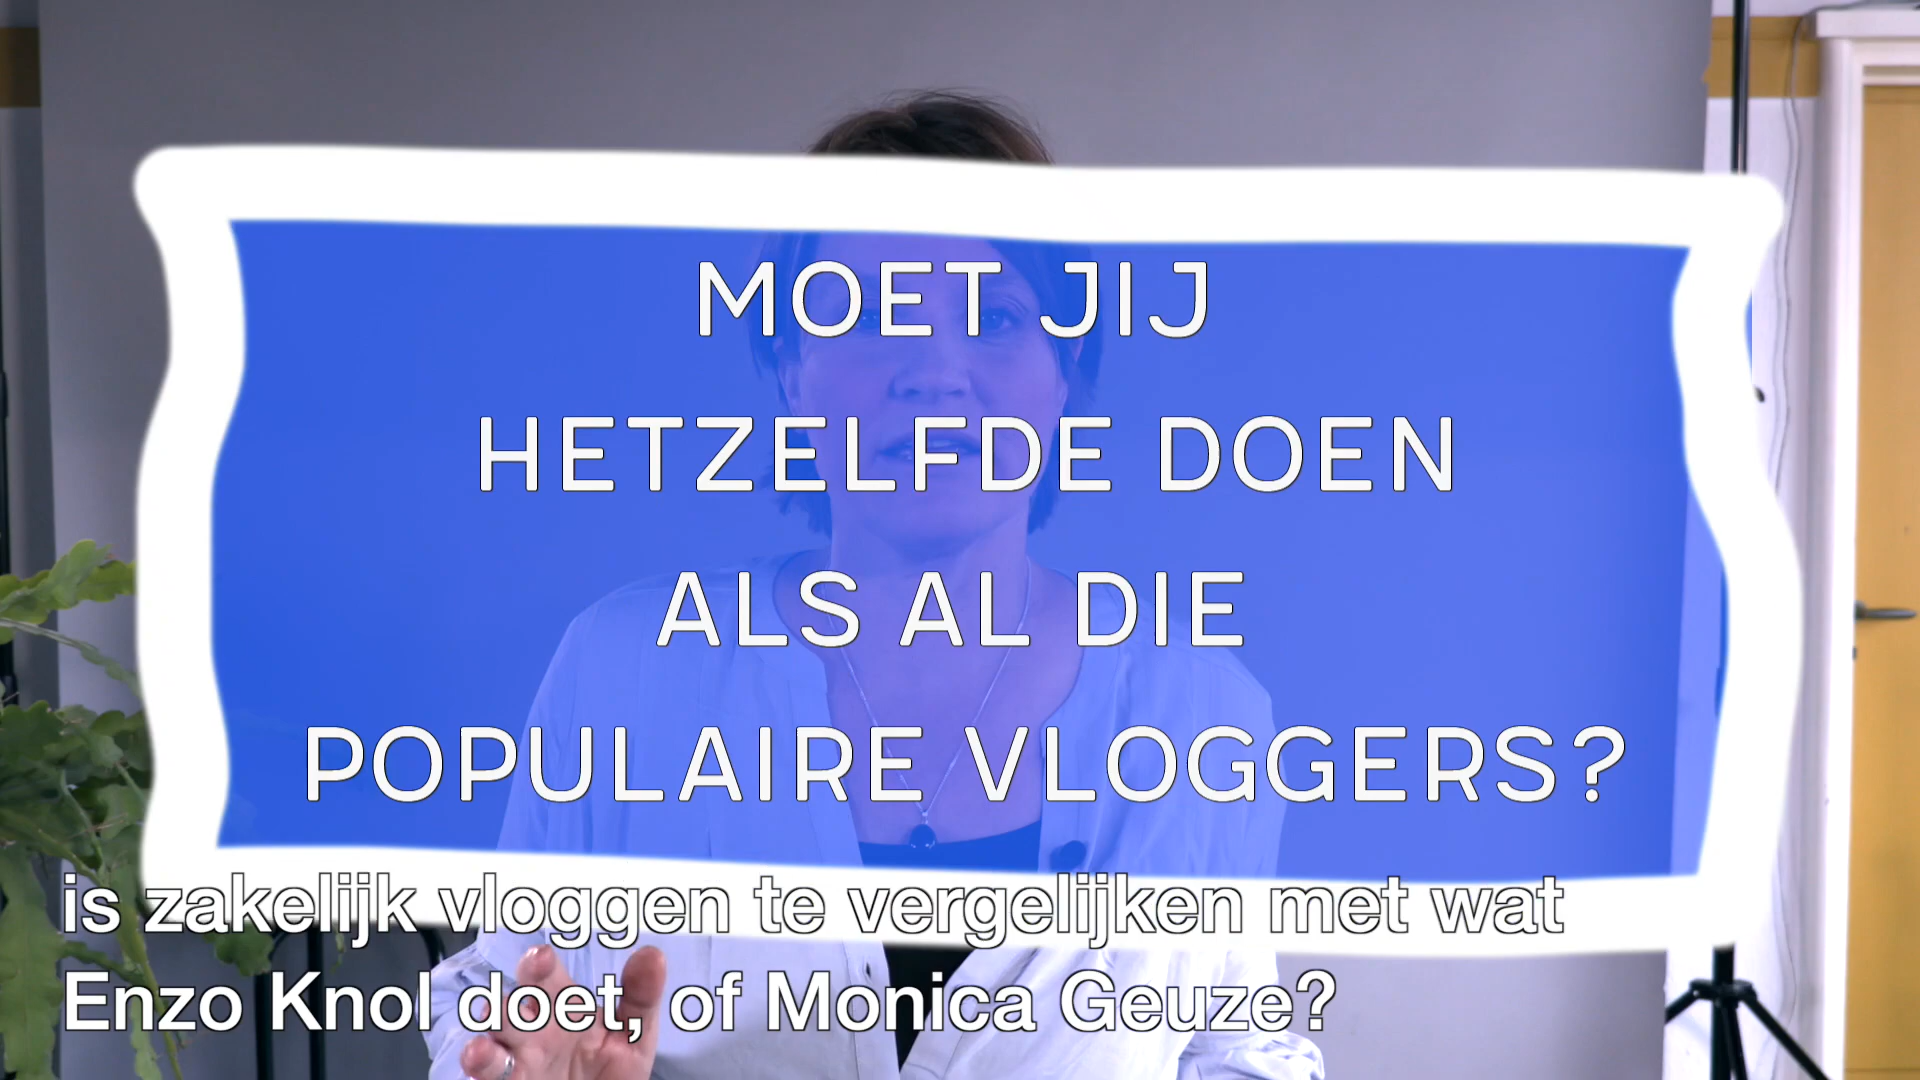 MOET JIJ
HETZELFDE DOEN
ALS AL DIE
POPULAIRE VLOGGERS?
is zakelijk vloggen te vergelijken met wat
Enzo Knol doet, of Monica Geuze?